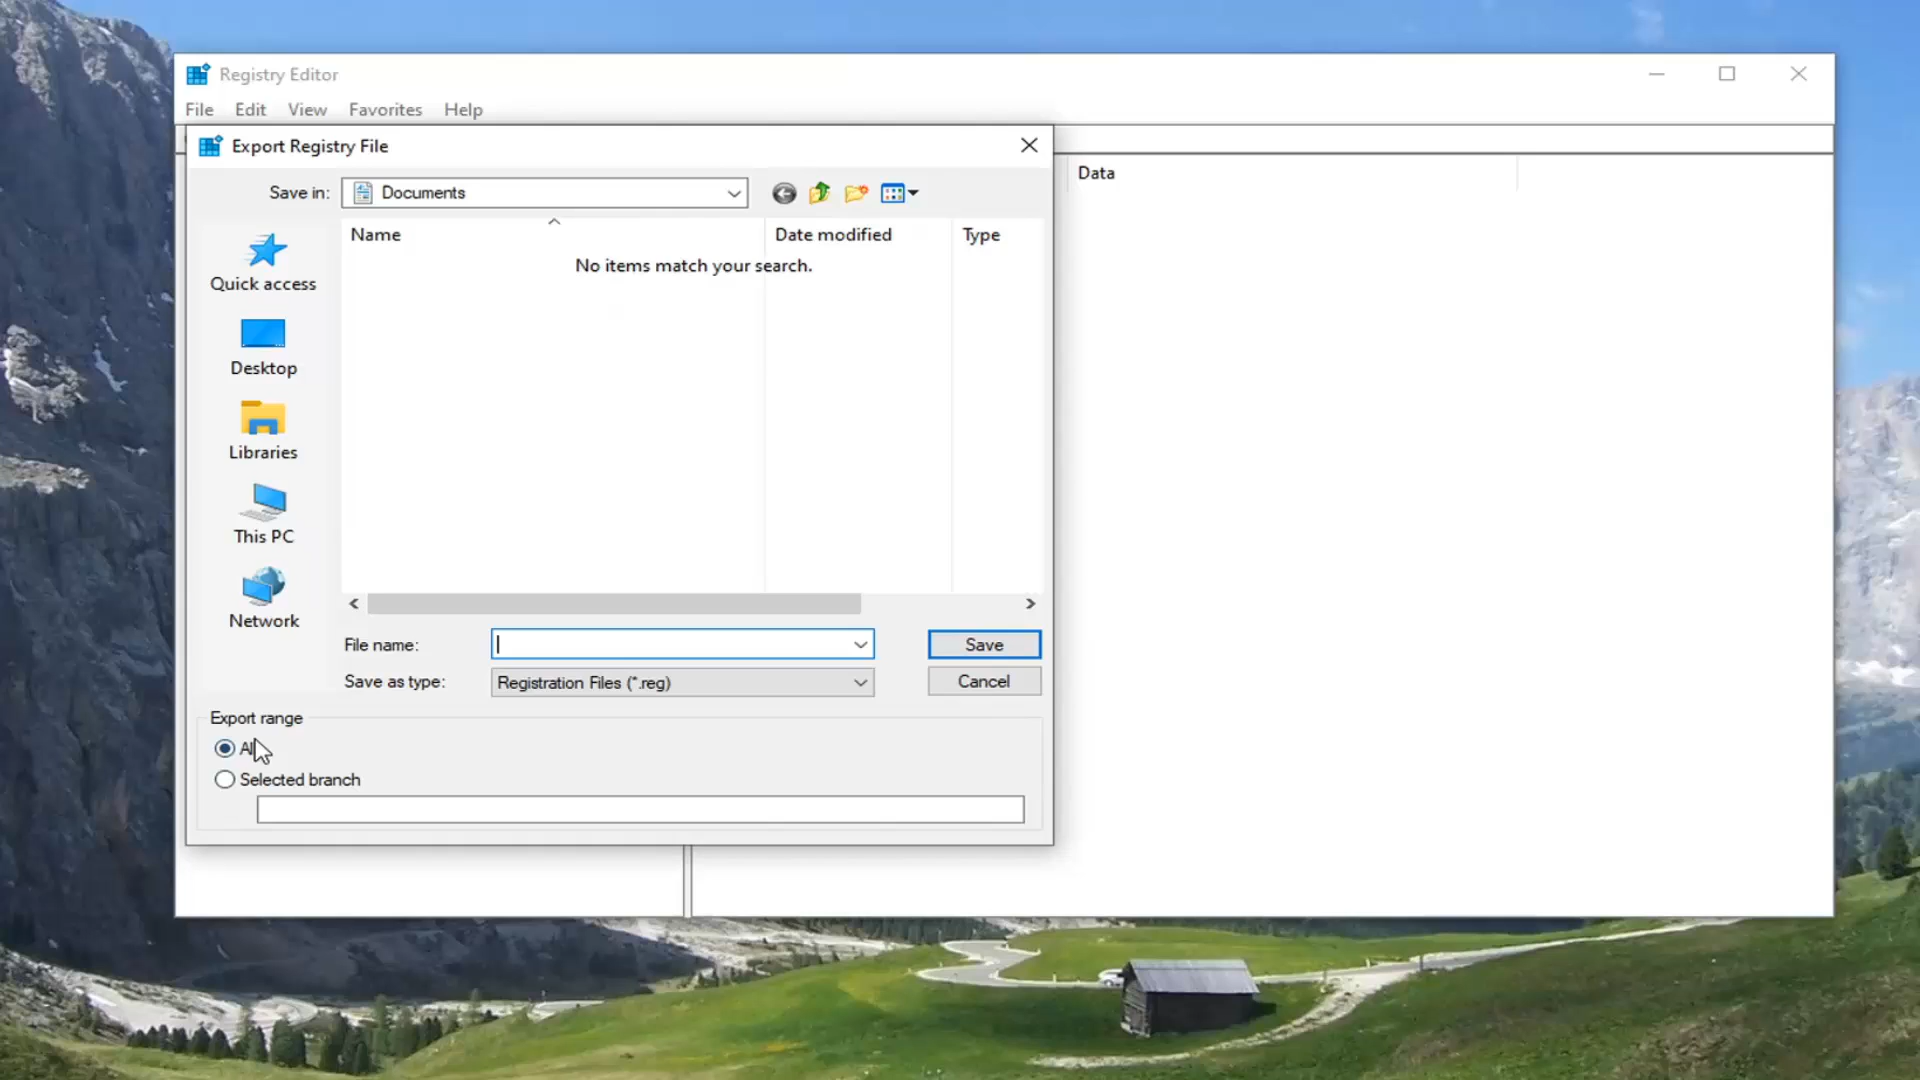 Registry Editor
File Edit View Favorites Help
Export Registry File
Save in: Documents
Data
Name Date modified Type
No items match your search.
Quick access
Desktop
Libraries
This PC
Network
File name: Save
Save as type: Registration Files (*.reg) Cancel
Export range
Selected branch